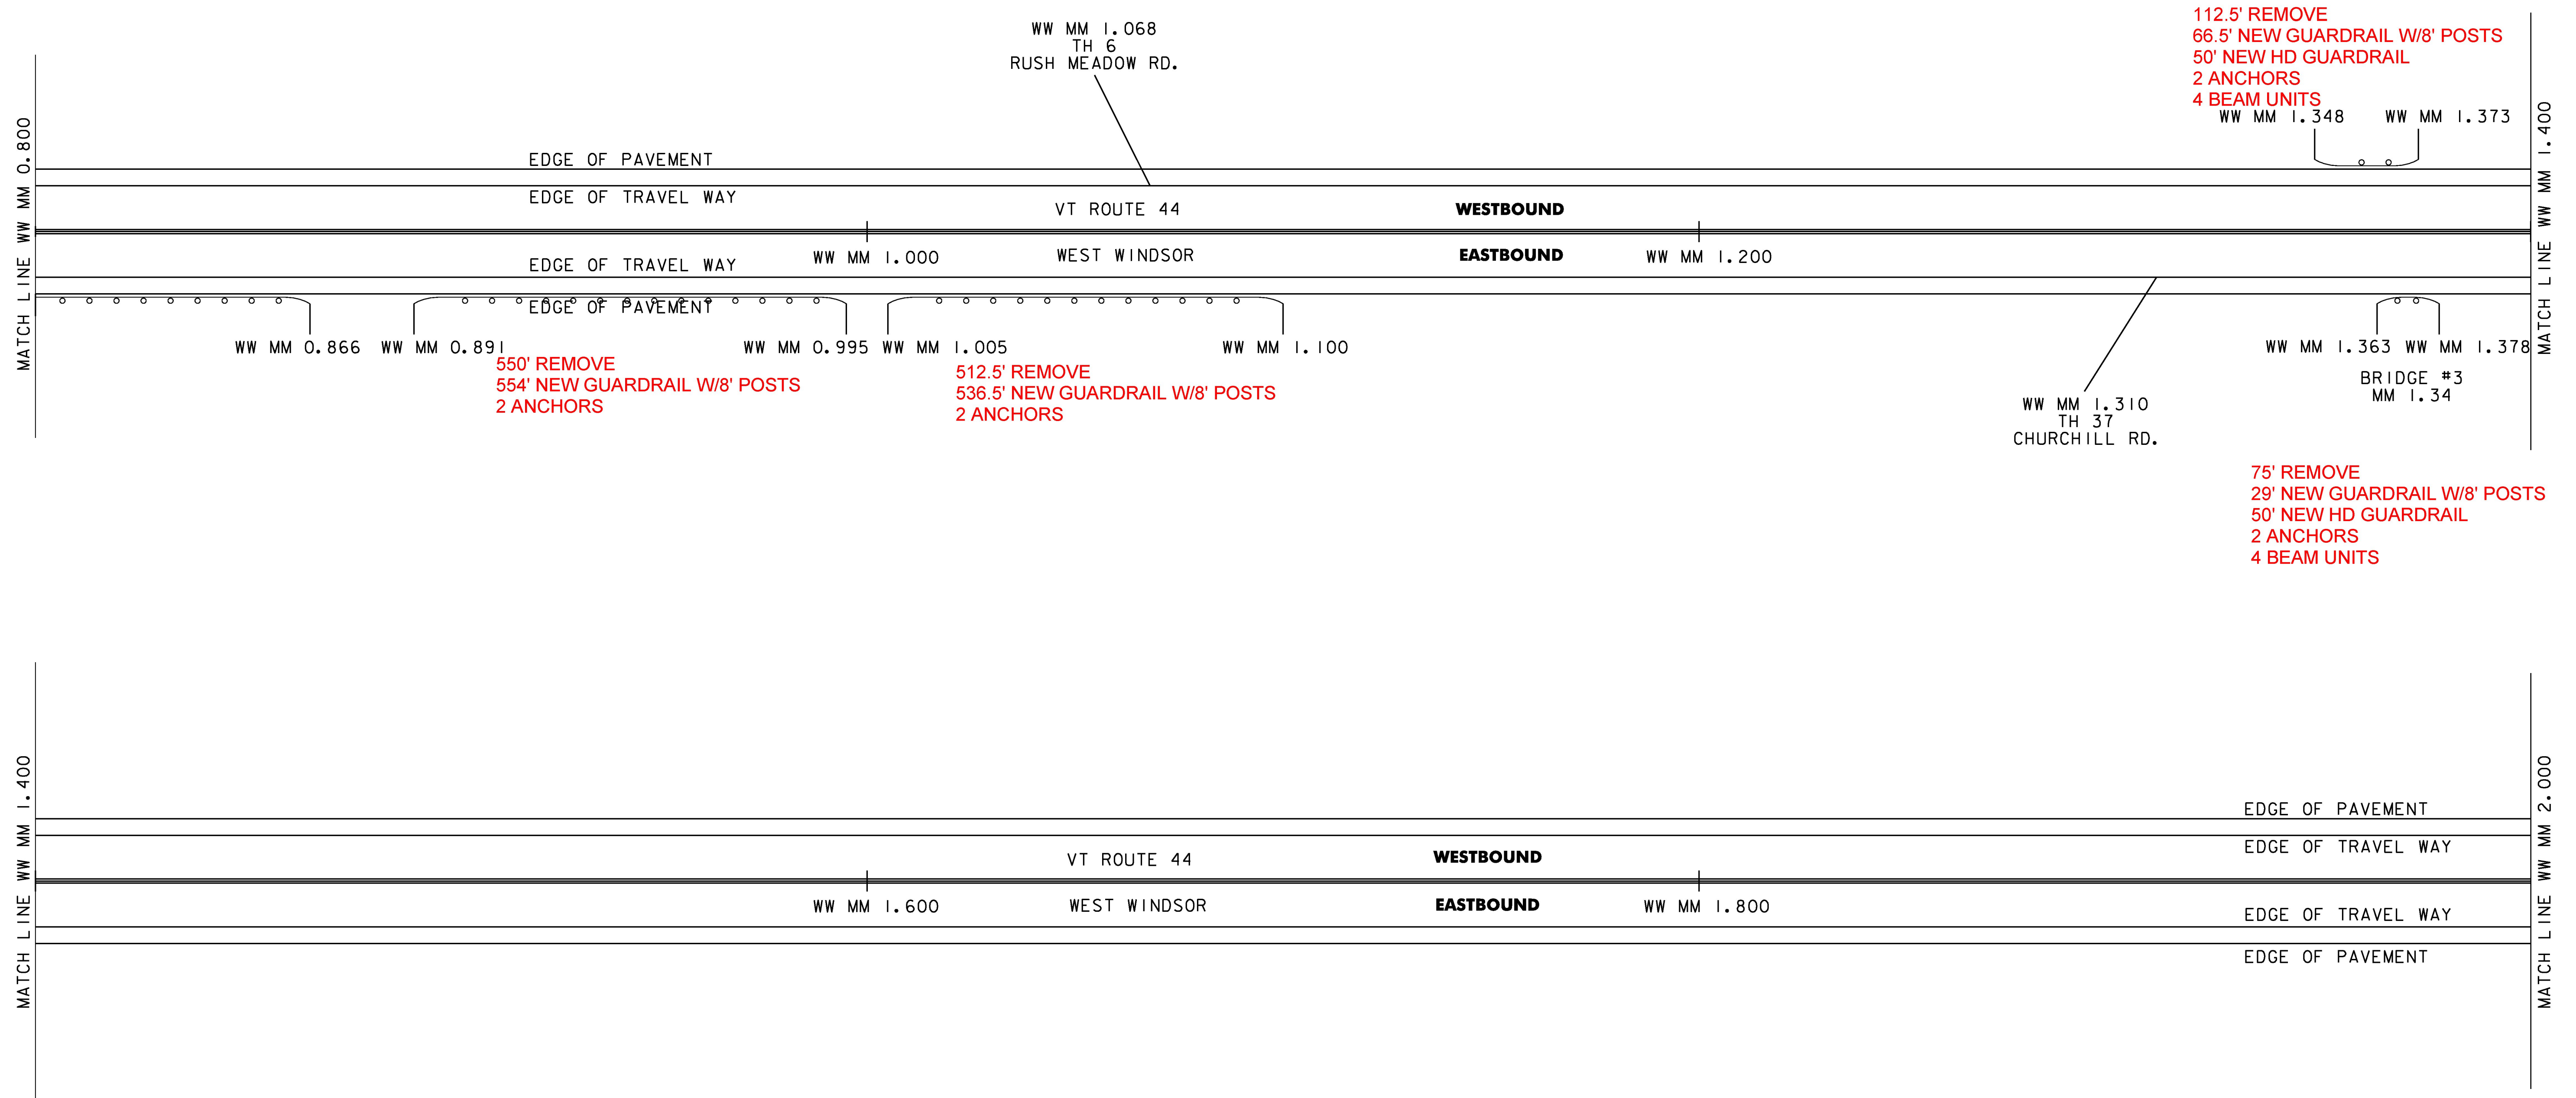 WW MM 1.068
TH 6
RUSH MEADOW RD.
112.5' REMOVE
66.5' NEW GUARDRAIL W/8' POSTS
50' NEW HD GUARDRAIL
2 ANCHORS
4 BEAM UNITS
WW MM 1.348 WW MM 1.373
MATCH LINE WW MM 0.800
MATCH LINE WW MM 1.400
EDGE OF PAVEMENT
EDGE OF TRAVEL WAY
VT ROUTE 44 WESTBOUND
EDGE OF TRAVEL WAY WW MM 1.000 WEST WINDSOR EASTBOUND WW MM 1.200
EDGE OF PAVEMENT
WW MM 0.866 WW MM 0.891 WW MM 0.995 WW MM 1.005 WW MM 1.100 WW MM 1.363 WW MM 1.378
550' REMOVE
554' NEW GUARDRAIL W/8' POSTS
2 ANCHORS
512.5' REMOVE
536.5' NEW GUARDRAIL W/8' POSTS
2 ANCHORS
BRIDGE #3
MM 1.34
WW MM 1.310
TH 37
CHURCHILL RD.
75' REMOVE
29' NEW GUARDRAIL W/8' POSTS
50' NEW HD GUARDRAIL
2 ANCHORS
4 BEAM UNITS
MATCH LINE WW MM 1.400
MATCH LINE WW MM 2.000
EDGE OF PAVEMENT
EDGE OF TRAVEL WAY
VT ROUTE 44 WESTBOUND
WW MM 1.600 WEST WINDSOR EASTBOUND WW MM 1.800
EDGE OF TRAVEL WAY
EDGE OF PAVEMENT